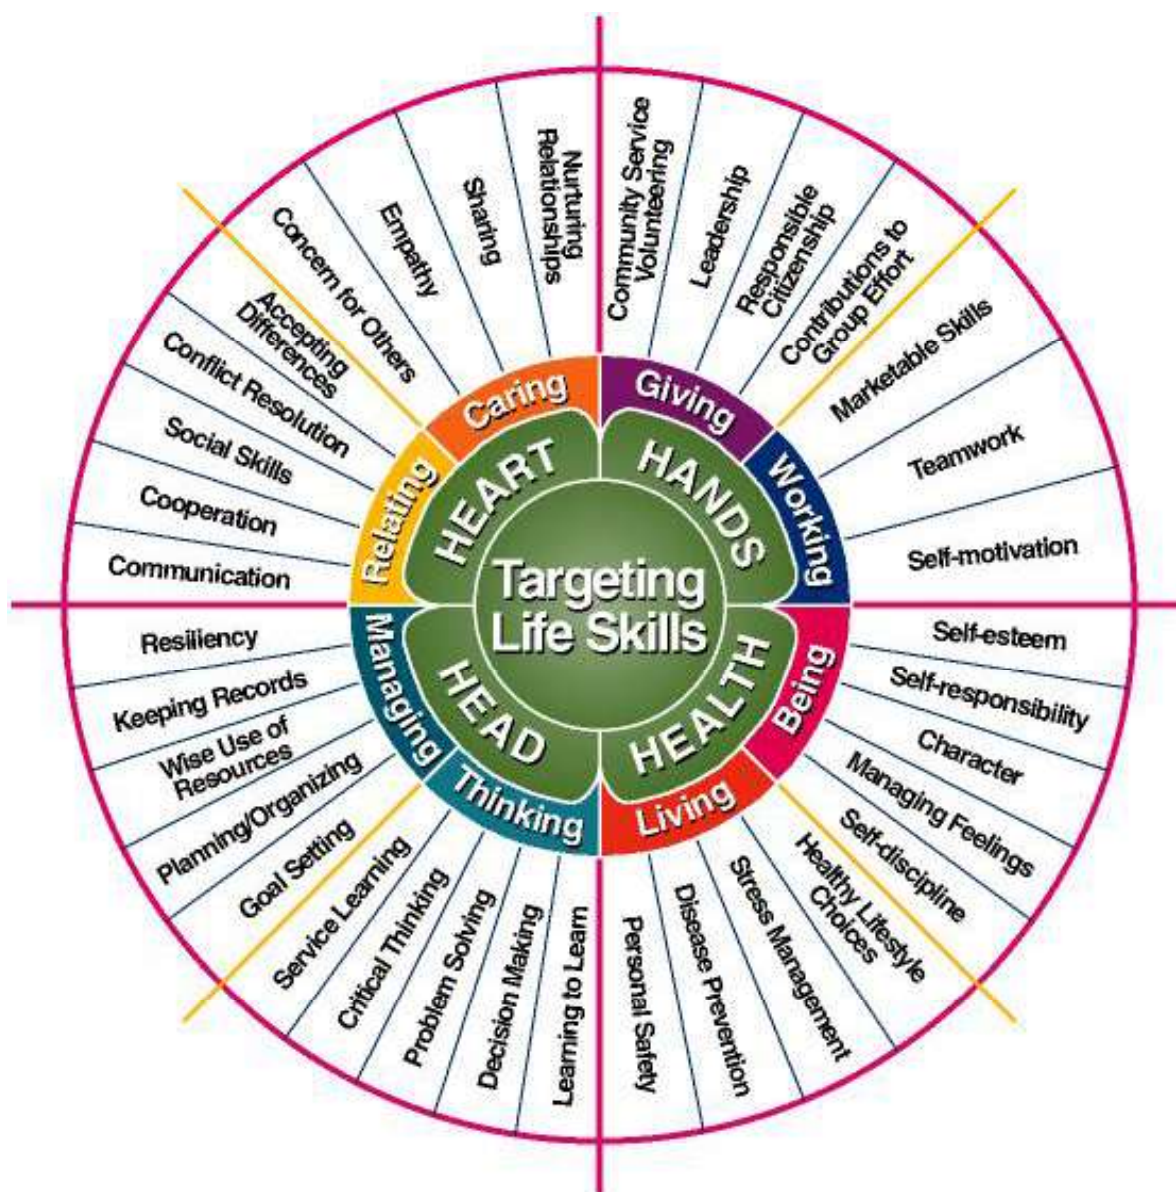 Targeting
Life Skills
HEART
HANDS
HEALTH
HEAD
Caring
Giving
Working
Being
Living
Thinking
Managing
Relating
Nurturing
Relationships
Sharing
Empathy
Concern for Others
Accepting
Differences
Conflict Resolution
Social Skills
Cooperation
Communication
Community Service
Volunteering
Leadership
Responsible
Citizenship
Contributions to
Group Effort
Marketable Skills
Teamwork
Self-motivation
Self-esteem
Self-responsibility
Character
Managing Feelings
Self-discipline
Healthy Lifestyle
Choices
Stress Management
Disease Prevention
Personal Safety
Learning to Learn
Decision Making
Problem Solving
Critical Thinking
Service Learning
Goal Setting
Planning/Organizing
Wise Use of
Resources
Keeping Records
Resiliency